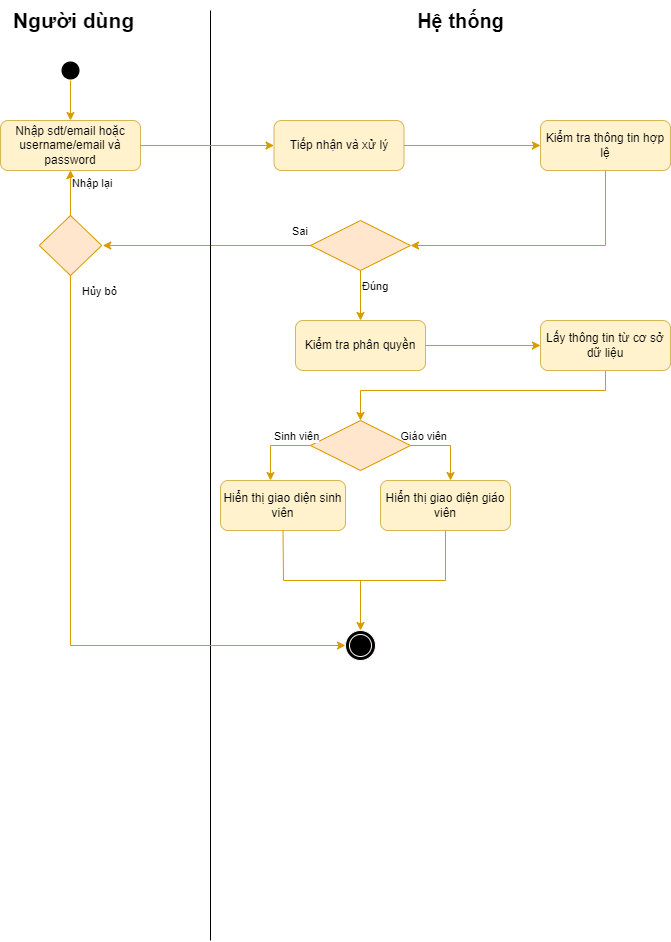 Người dùng
Hệ thống
Nhập sdt/email hoặc
username/email và
password
Tiếp nhận và xử lý
Kiểm tra thông tin hợp
lệ
Nhập lại
Sai
Hủy bỏ
Đúng
Kiểm tra phân quyền
Lấy thông tin từ cơ sở
dữ liệu
Sinh viên
Giáo viên
Hiển thị giao diện sinh
viên
Hiển thị giao diện giáo
viên